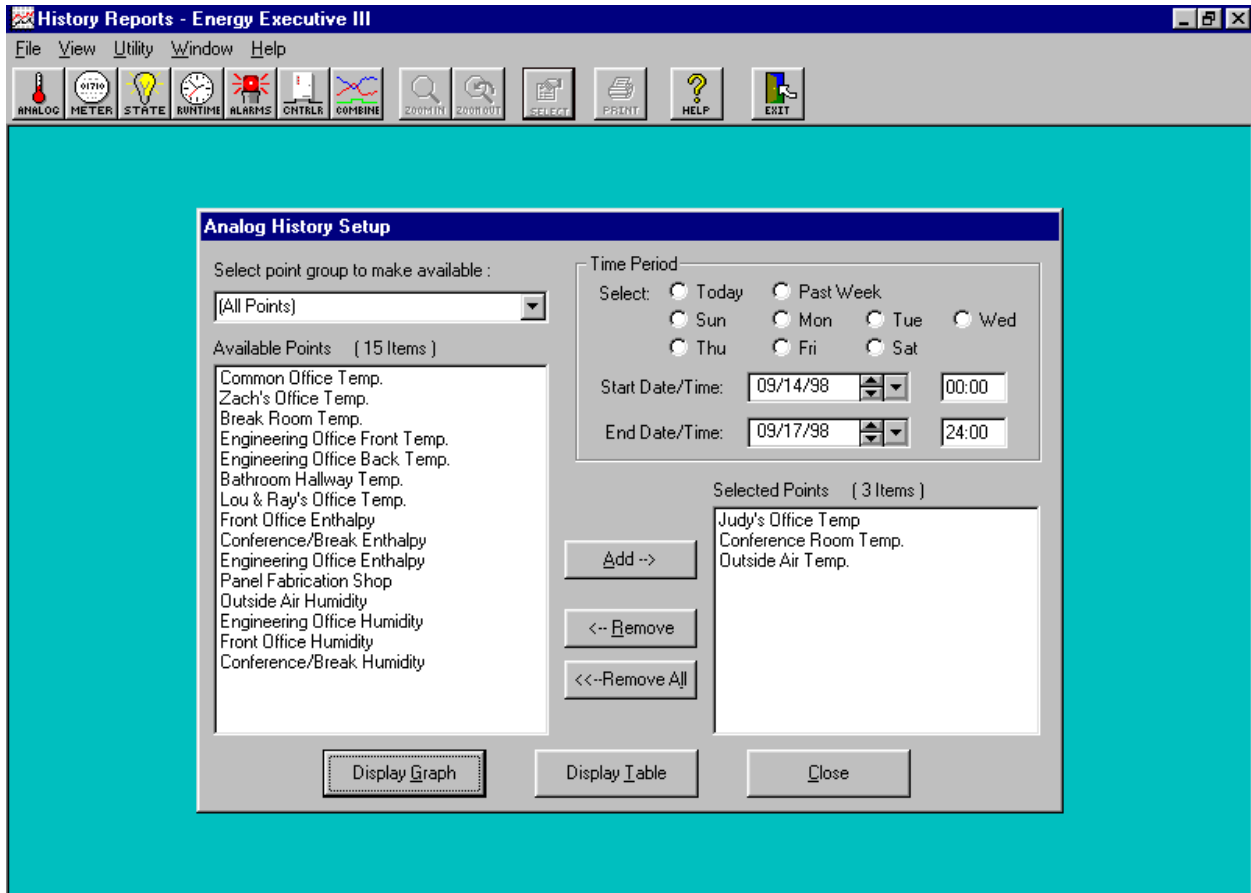 History Reports - Energy Executive III
File View Utility Window Help
ANALOG METER STATE RUNTIME ALARMS CNTRLR COMBINE ZOOM IN ZOOM OUT SELECT PRINT HELP EXIT
01710
Analog History Setup
Select point group to make available :
(All Points)
Available Points ( 15 Items )
Common Office Temp.
Zach's Office Temp.
Break Room Temp.
Engineering Office Front Temp.
Engineering Office Back Temp.
Bathroom Hallway Temp.
Lou & Ray's Office Temp.
Front Office Enthalpy
Conference/Break Enthalpy
Engineering Office Enthalpy
Panel Fabrication Shop
Outside Air Humidity
Engineering Office Humidity
Front Office Humidity
Conference/Break Humidity
Time Period
Select: Today Past Week
Sun Mon Tue Wed
Thu Fri Sat
Start Date/Time: 09/14/98 00:00
End Date/Time: 09/17/98 24:00
Add -->
<-- Remove
<<--Remove All
Selected Points ( 3 Items )
Judy's Office Temp
Conference Room Temp.
Outside Air Temp.
Display Graph Display Table Close